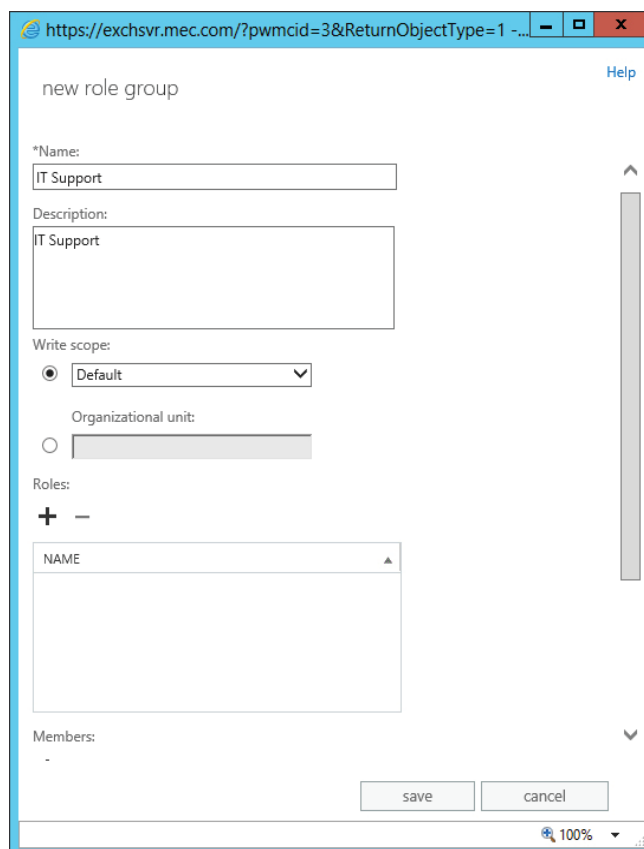 https://exchsvr.mec.com/?pwmcid=3&ReturnObjectType=1 -...
Help
new role group
*Name:
IT Support
Description:
IT Support
Write scope:
Default
Organizational unit:
Roles:
NAME
Members:
save cancel
100%